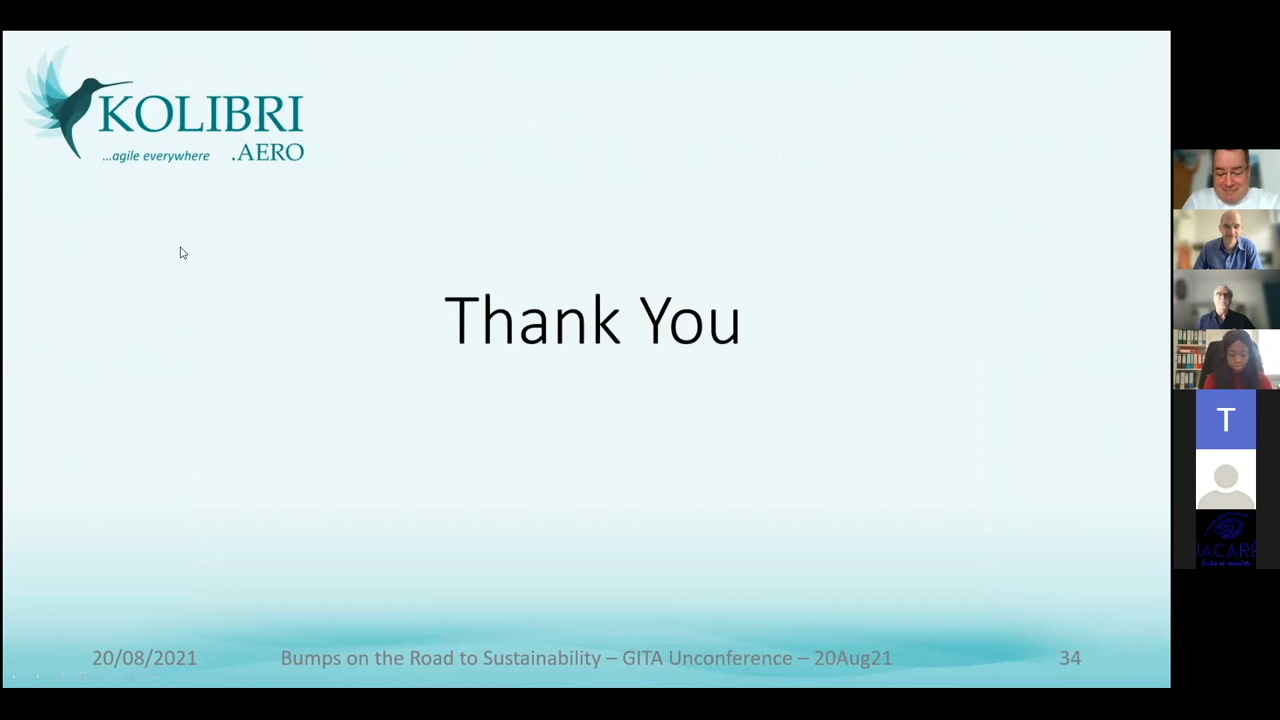 KOLIBRI
...agile everywhere .AERO
Thank You
20/08/2021 Bumps on the Road to Sustainability – GITA Unconference – 20Aug21 34
T
JACARÉ